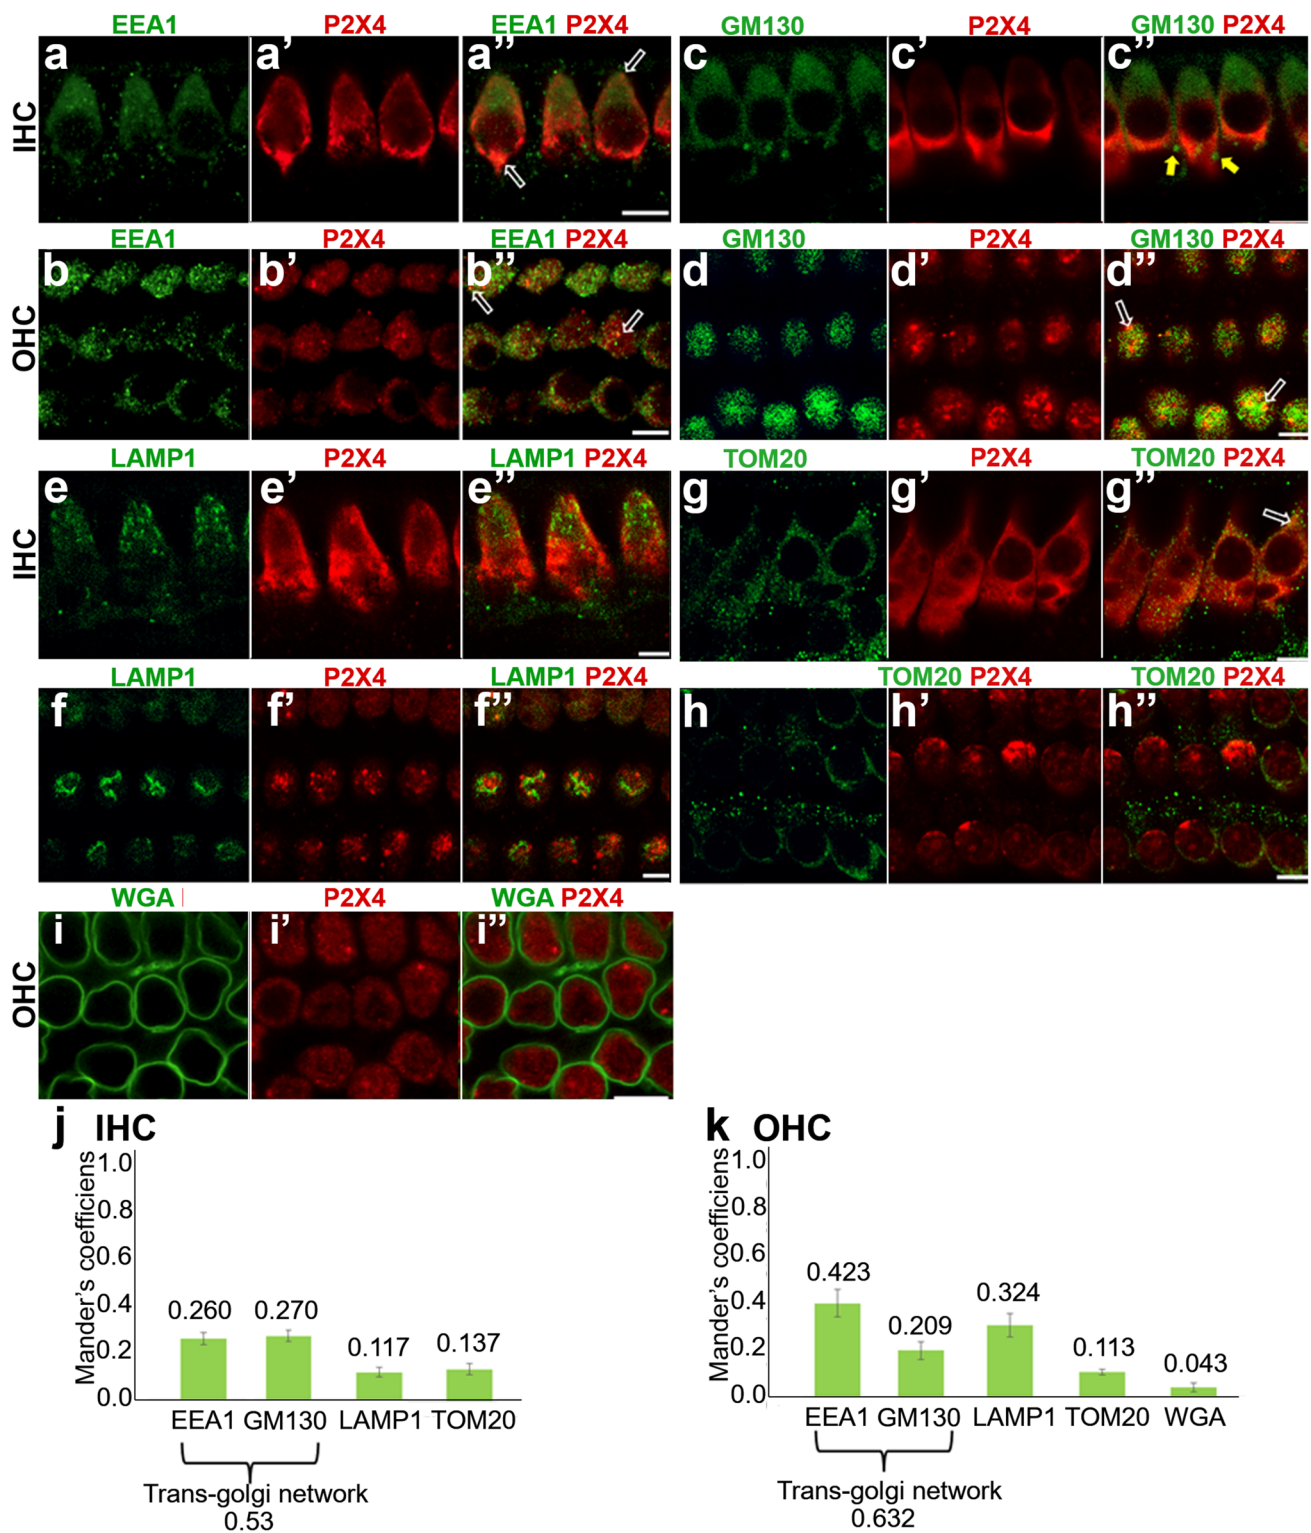 EEA1 P2X4 EEA1 P2X4 GM130 P2X4 GM130 P2X4
IHC a a’ a” c c’ c”
EEA1 P2X4 EEA1 P2X4 GM130 P2X4 GM130 P2X4
OHC b b’ b” d d’ d”
LAMP1 P2X4 LAMP1 P2X4 TOM20 P2X4 TOM20 P2X4
IHC e e’ e” g g’ g”
LAMP1 P2X4 LAMP1 P2X4 TOM20 P2X4 TOM20 P2X4
f f’ f” h h’ h”
WGA P2X4 WGA P2X4
OHC i i’ i”
j IHC
Mander’s coefficiens
1.0
0.8
0.6
0.4
0.2
0.0
0.260 0.270 0.117 0.137
EEA1 GM130 LAMP1 TOM20
Trans-golgi network
0.53
k OHC
Mander’s coefficiens
1.0
0.8
0.6
0.4
0.2
0.0
0.423 0.209 0.324 0.113 0.043
EEA1 GM130 LAMP1 TOM20 WGA
Trans-golgi network
0.632